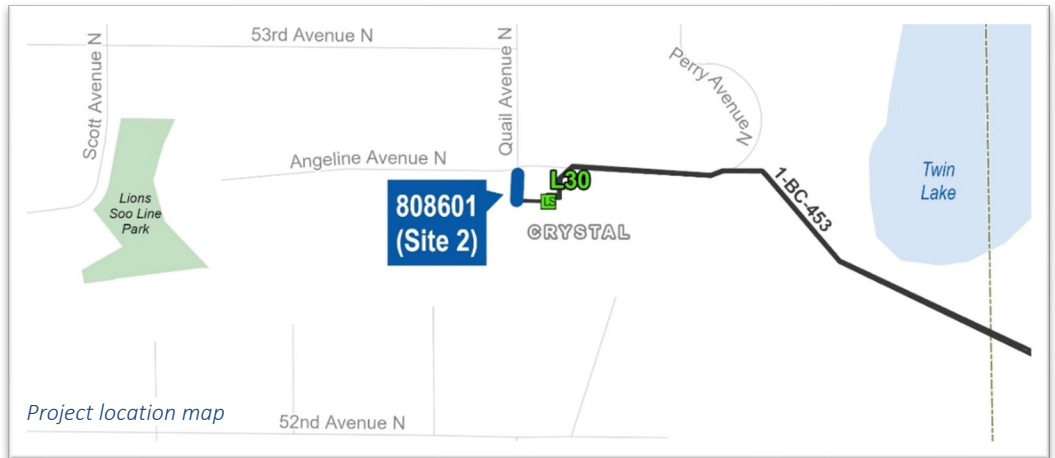 53rd Avenue N
Scott Avenue N
Quail Avenue N
Perry Avenue N
Angeline Avenue N
L30
LS
808601
(Site 2)
CRYSTAL
1-BC-453
Twin
Lake
Lions
Soo Line
Park
Project location map
52nd Avenue N